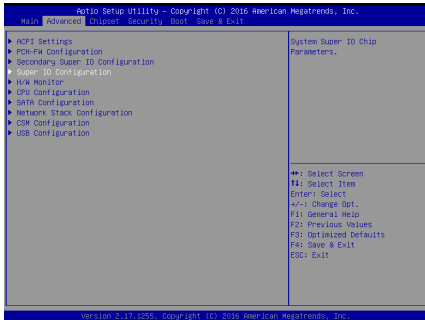 Aptio Setup Utility – Copyright (C) 2016 American Megatrends, Inc.
Main Advanced Chipset Security Boot Save & Exit
ACPI Settings
PCH-FW Configuration
Secondary Super IO Configuration
Super IO Configuration
H/W Monitor
CPU Configuration
SATA Configuration
Network Stack Configuration
CSM Configuration
USB Configuration
System Super IO Chip
Parameters.
→←: Select Screen
↑↓: Select Item
Enter: Select
+/-: Change Opt.
F1: General Help
F2: Previous Values
F3: Optimized Defaults
F4: Save & Exit
ESC: Exit
Version 2.17.1255. Copyright (C) 2016 American Megatrends, Inc.